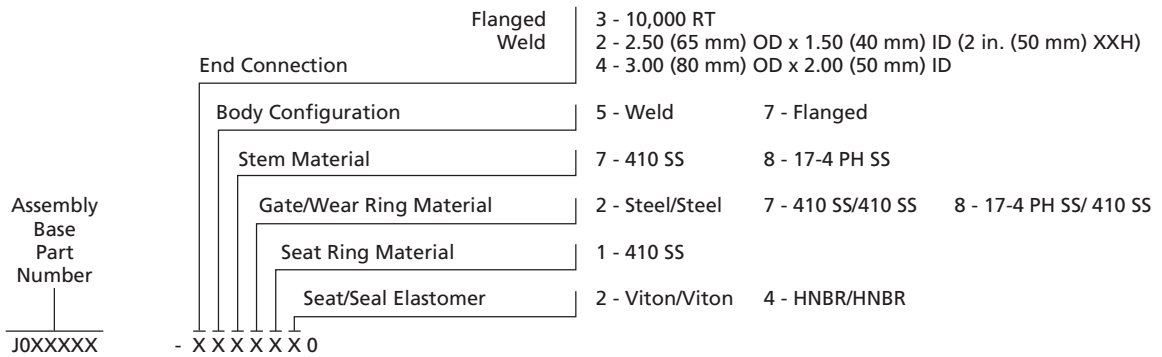 Flanged 3 - 10,000 RT
Weld 2 - 2.50 (65 mm) OD x 1.50 (40 mm) ID (2 in. (50 mm) XXH)
End Connection 4 - 3.00 (80 mm) OD x 2.00 (50 mm) ID
Body Configuration 5 - Weld 7 - Flanged
Stem Material 7 - 410 SS 8 - 17-4 PH SS
Gate/Wear Ring Material 2 - Steel/Steel 7 - 410 SS/410 SS 8 - 17-4 PH SS/ 410 SS
Seat Ring Material 1 - 410 SS
Seat/Seal Elastomer 2 - Viton/Viton 4 - HNBR/HNBR
Assembly
Base
Part
Number
J0XXXXX - X X X X X X 0